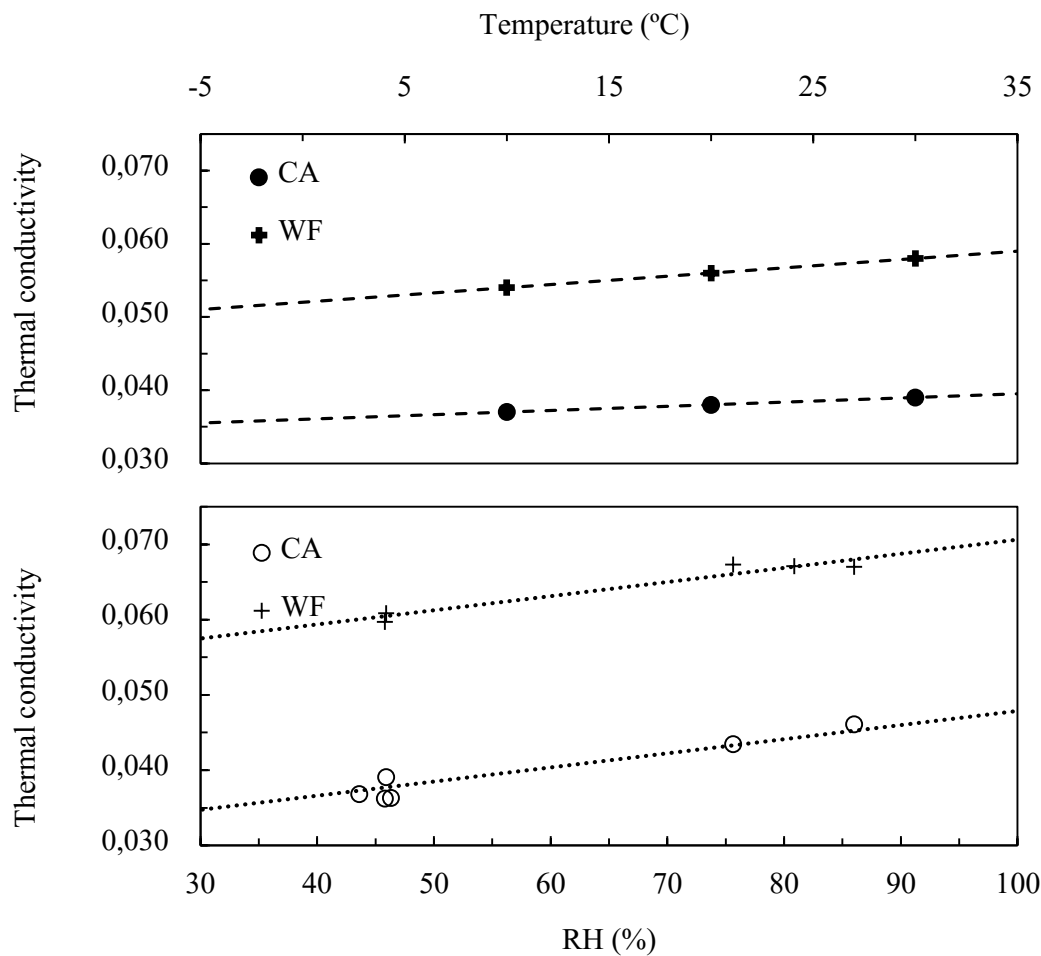 Temperature (ºC)
-5 5 15 25 35
Thermal conductivity
0,070
0,060
0,050
0,040
0,030
CA
WF
Thermal conductivity
0,070
0,060
0,050
0,040
0,030
CA
WF
30 40 50 60 70 80 90 100
RH (%)